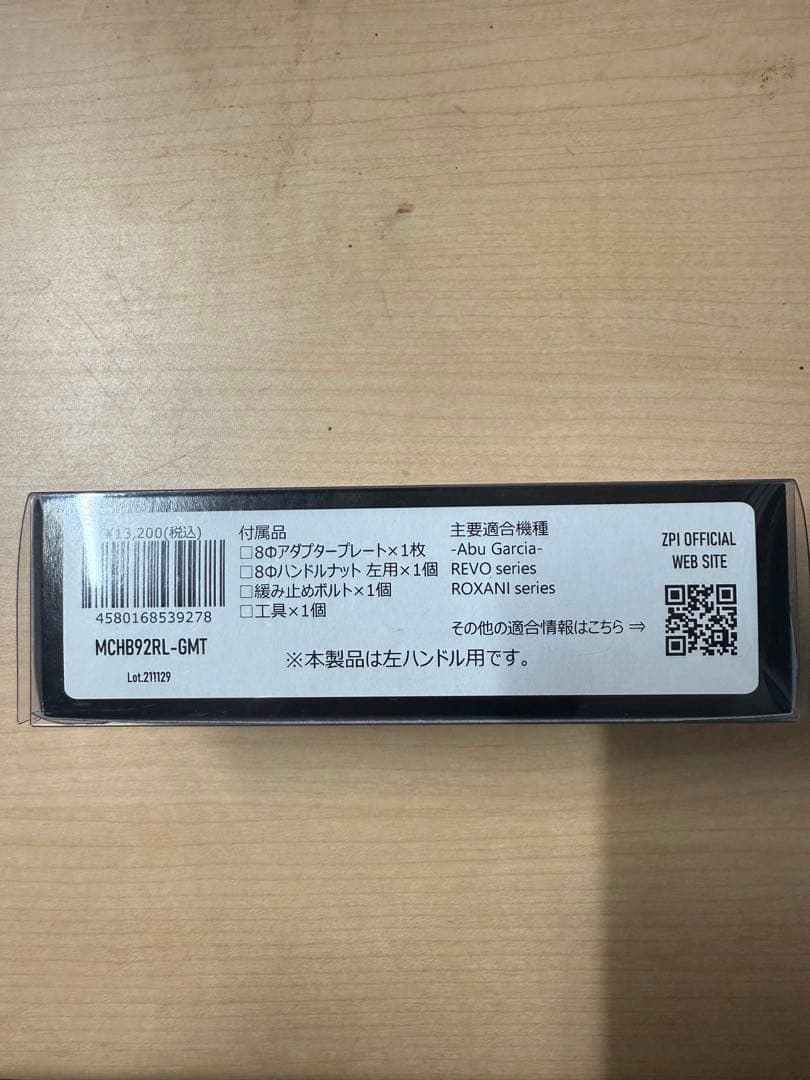 ¥13,200(税込)
4580168539278
MCHB92RL-GMT
Lot.211129
付属品
□8Φアダプタープレート×1枚
□8Φハンドルナット 左用×1個
□緩み止めボルト×1個
□工具×1個
主要適合機種
-Abu Garcia-
REVO series
ROXANI series
その他の適合情報はこちら ⇒
※本製品は左ハンドル用です。
ZPI OFFICIAL
WEB SITE